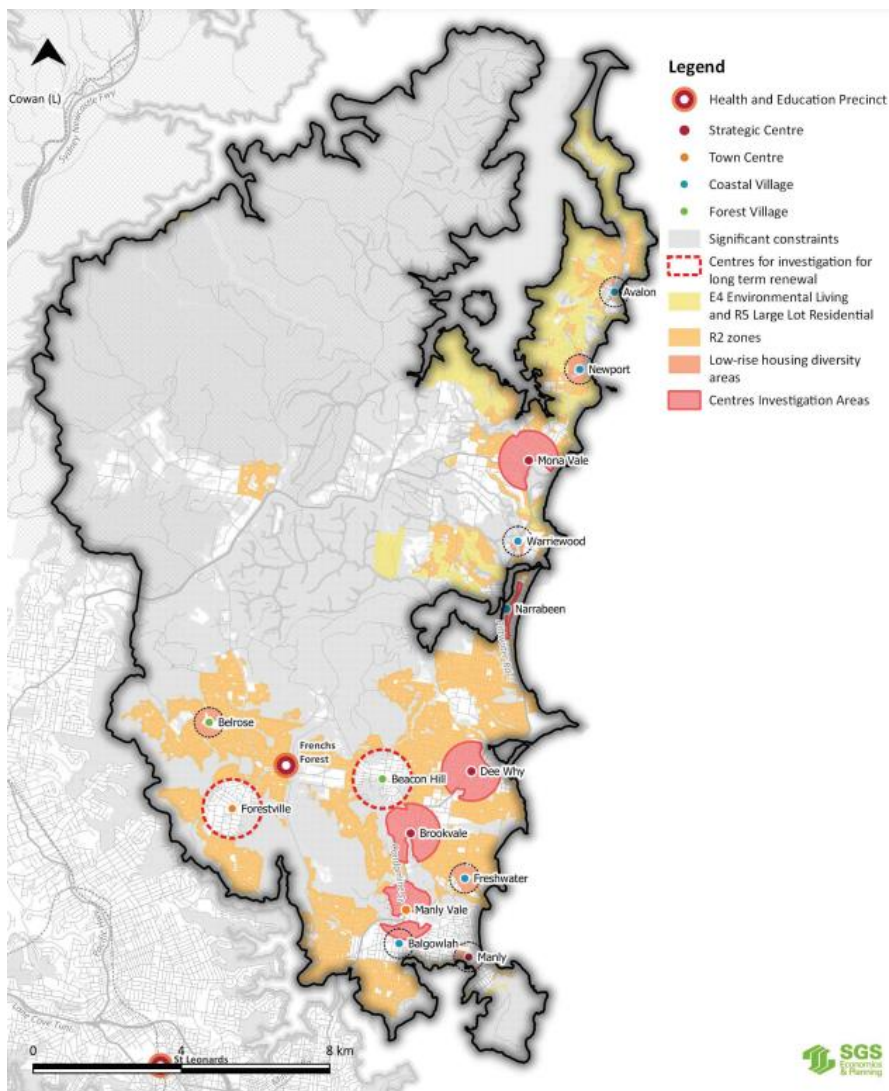 Cowan (L)
Sydney Newcastle Fwy
Legend
Health and Education Precinct
Strategic Centre
Town Centre
Coastal Village
Forest Village
Significant constraints
Centres for investigation for
long term renewal
E4 Environmental Living
and R5 Large Lot Residential
R2 zones
Low-rise housing diversity
areas
Centres Investigation Areas
Avalon
Newport
Mona Vale
Warriewood
Narrabeen
Belrose
Frenchs
Forest
Beacon Hill
Dee Why
Forestville
Brookvale
Freshwater
Manly Vale
Balgowlah
Manly
St Leonards
0 4 8 km
SGS
Economics
& Planning